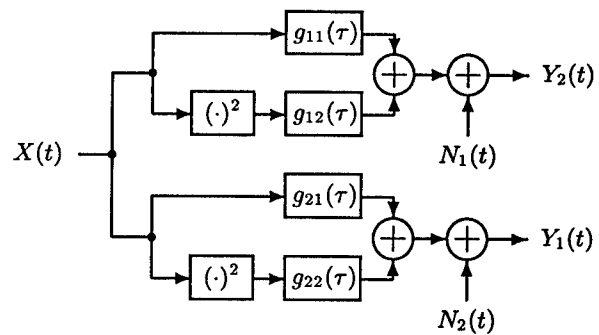 g₁₁(τ)
Y₂(t)
(·)² g₁₂(τ)
N₁(t)
X(t)
g₂₁(τ)
Y₁(t)
(·)² g₂₂(τ)
N₂(t)